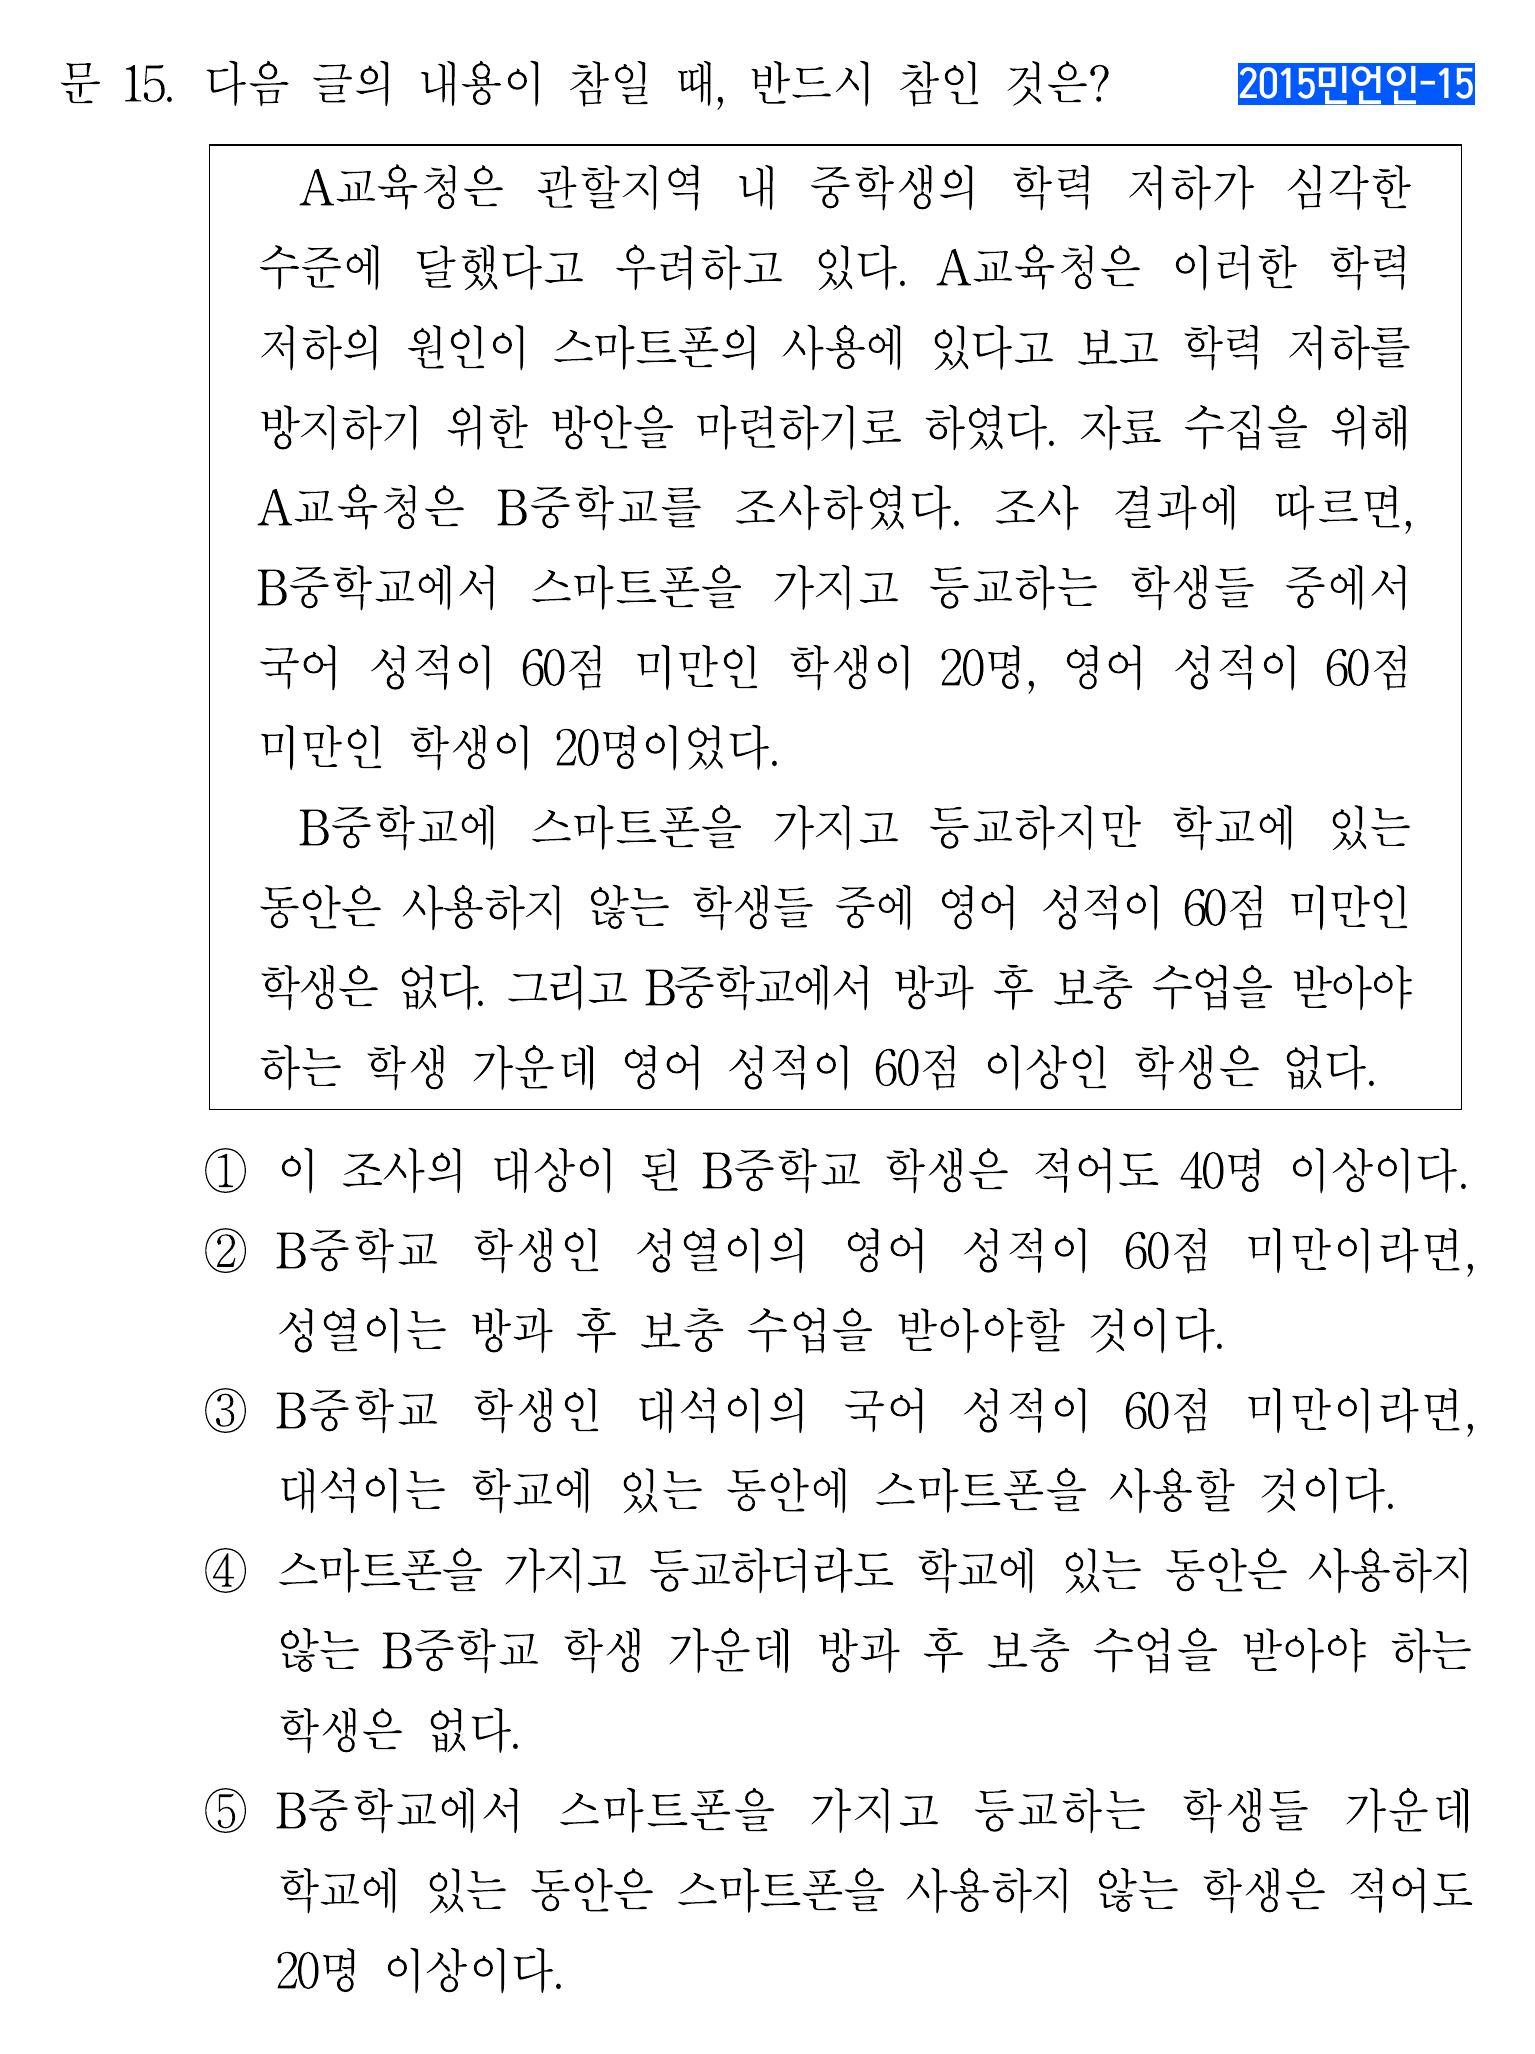 문 15. 다음 글의 내용이 참일 때, 반드시 참인 것은?
2015민언인-15
A교육청은 관할지역 내 중학생의 학력 저하가 심각한
수준에 달했다고 우려하고 있다. A교육청은 이러한 학력
저하의 원인이 스마트폰의 사용에 있다고 보고 학력 저하를
방지하기 위한 방안을 마련하기로 하였다. 자료 수집을 위해
A교육청은 B중학교를 조사하였다. 조사 결과에 따르면,
B중학교에서 스마트폰을 가지고 등교하는 학생들 중에서
국어 성적이 60점 미만인 학생이 20명, 영어 성적이 60점
미만인 학생이 20명이었다.
B중학교에 스마트폰을 가지고 등교하지만 학교에 있는
동안은 사용하지 않는 학생들 중에 영어 성적이 60점 미만인
학생은 없다. 그리고 B중학교에서 방과 후 보충 수업을 받아야
하는 학생 가운데 영어 성적이 60점 이상인 학생은 없다.
① 이 조사의 대상이 된 B중학교 학생은 적어도 40명 이상이다.
② B중학교 학생인 성열이의 영어 성적이 60점 미만이라면,
성열이는 방과 후 보충 수업을 받아야할 것이다.
③ B중학교 학생인 대석이의 국어 성적이 60점 미만이라면,
대석이는 학교에 있는 동안에 스마트폰을 사용할 것이다.
④ 스마트폰을 가지고 등교하더라도 학교에 있는 동안은 사용하지
않는 B중학교 학생 가운데 방과 후 보충 수업을 받아야 하는
학생은 없다.
⑤ B중학교에서 스마트폰을 가지고 등교하는 학생들 가운데
학교에 있는 동안은 스마트폰을 사용하지 않는 학생은 적어도
20명 이상이다.